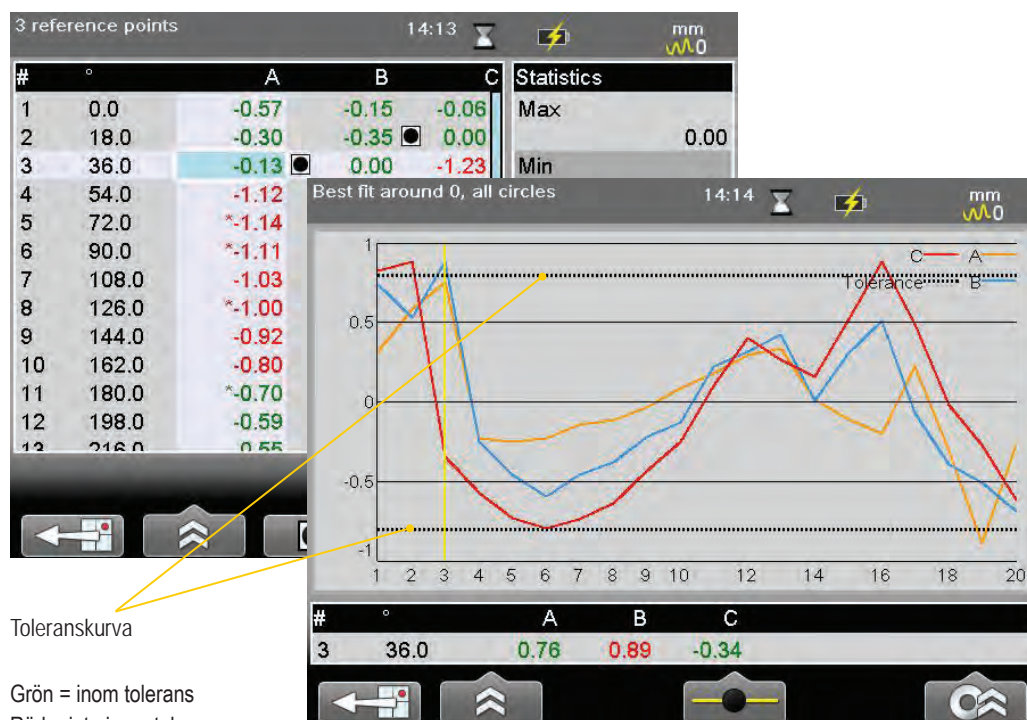 3 reference points 14:13 mm
0
# ° A B C Statistics
1 0.0 -0.57 -0.15 -0.06 Max
2 18.0 -0.30 -0.35 0.00 0.00
3 36.0 -0.13 0.00 -1.23 Min
4 54.0 -1.12
5 72.0 *-1.14
6 90.0 *-1.11
7 108.0 -1.03
8 126.0 *-1.00
9 144.0 -0.92
10 162.0 -0.80
11 180.0 *-0.70
12 198.0 -0.59
13 216.0 0.55
Best fit around 0, all circles 14:14 mm
0
1
C A
Tolerance B
0.5
0
-0.5
-1
1 2 3 4 5 6 7 8 9 10 12 14 16 18 20
# ° A B C
3 36.0 0.76 0.89 -0.34
Toleranskurva
Grön = inom tolerans